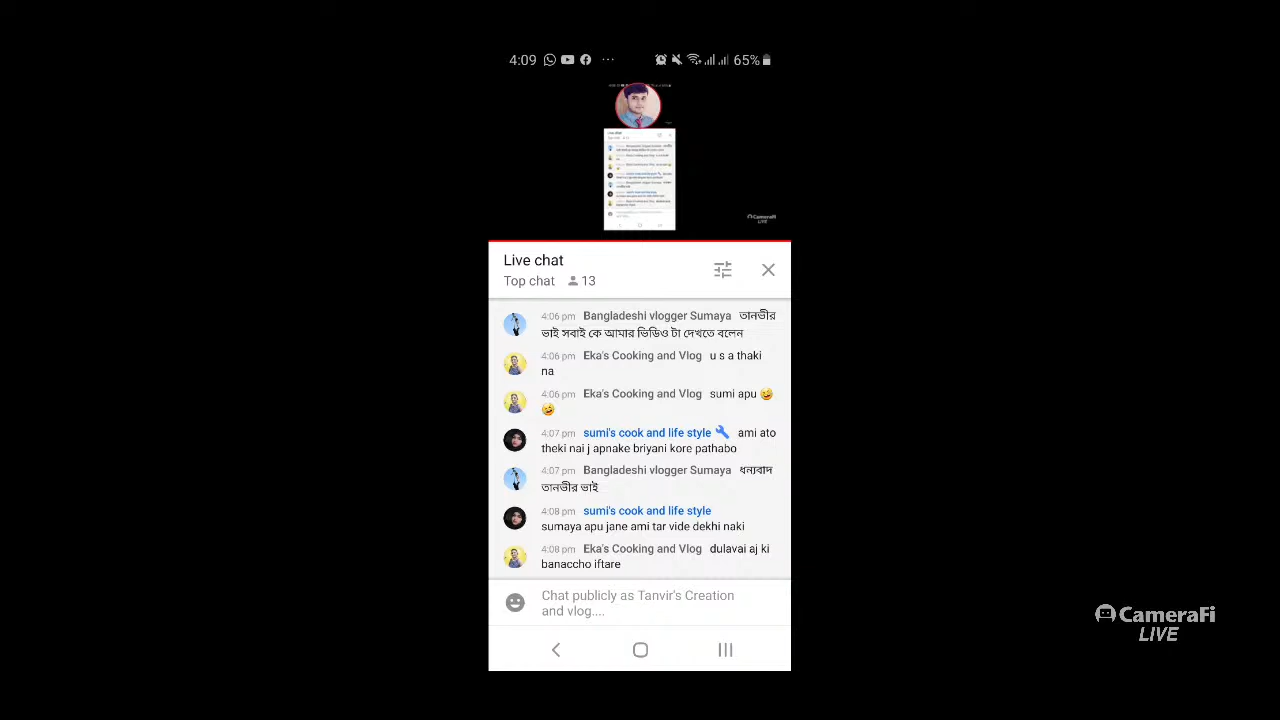 4:09 ... 65%
CameraFi
LIVE
Live chat
Top chat 13
4:06 pm Bangladeshi vlogger Sumaya তানভীর
ভাই সবাই কে আমার ভিডিও টা দেখতে বলেন
4:06 pm Eka's Cooking and Vlog u s a thaki
na
4:06 pm Eka's Cooking and Vlog sumi apu 🤣
🤣
4:07 pm sumi's cook and life style ami ato
theki nai j apnake briyani kore pathabo
4:07 pm Bangladeshi vlogger Sumaya ধন্যবাদ
তানভীর ভাই
4:08 pm sumi's cook and life style
sumaya apu jane ami tar vide dekhi naki
4:08 pm Eka's Cooking and Vlog dulavai aj ki
banaccho iftare
Chat publicly as Tanvir's Creation
and vlog....
CameraFi
LIVE